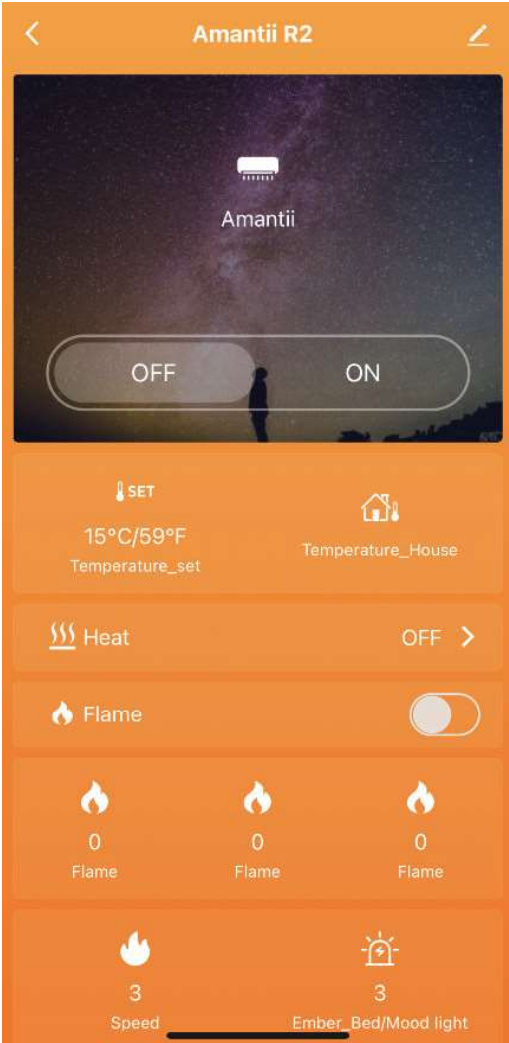 Amantii R2
Amantii
OFF ON
SET
15°C/59°F
Temperature_set
Temperature_House
Heat OFF
Flame
0 0 0
Flame Flame Flame
3 3
Speed Ember_Bed/Mood light